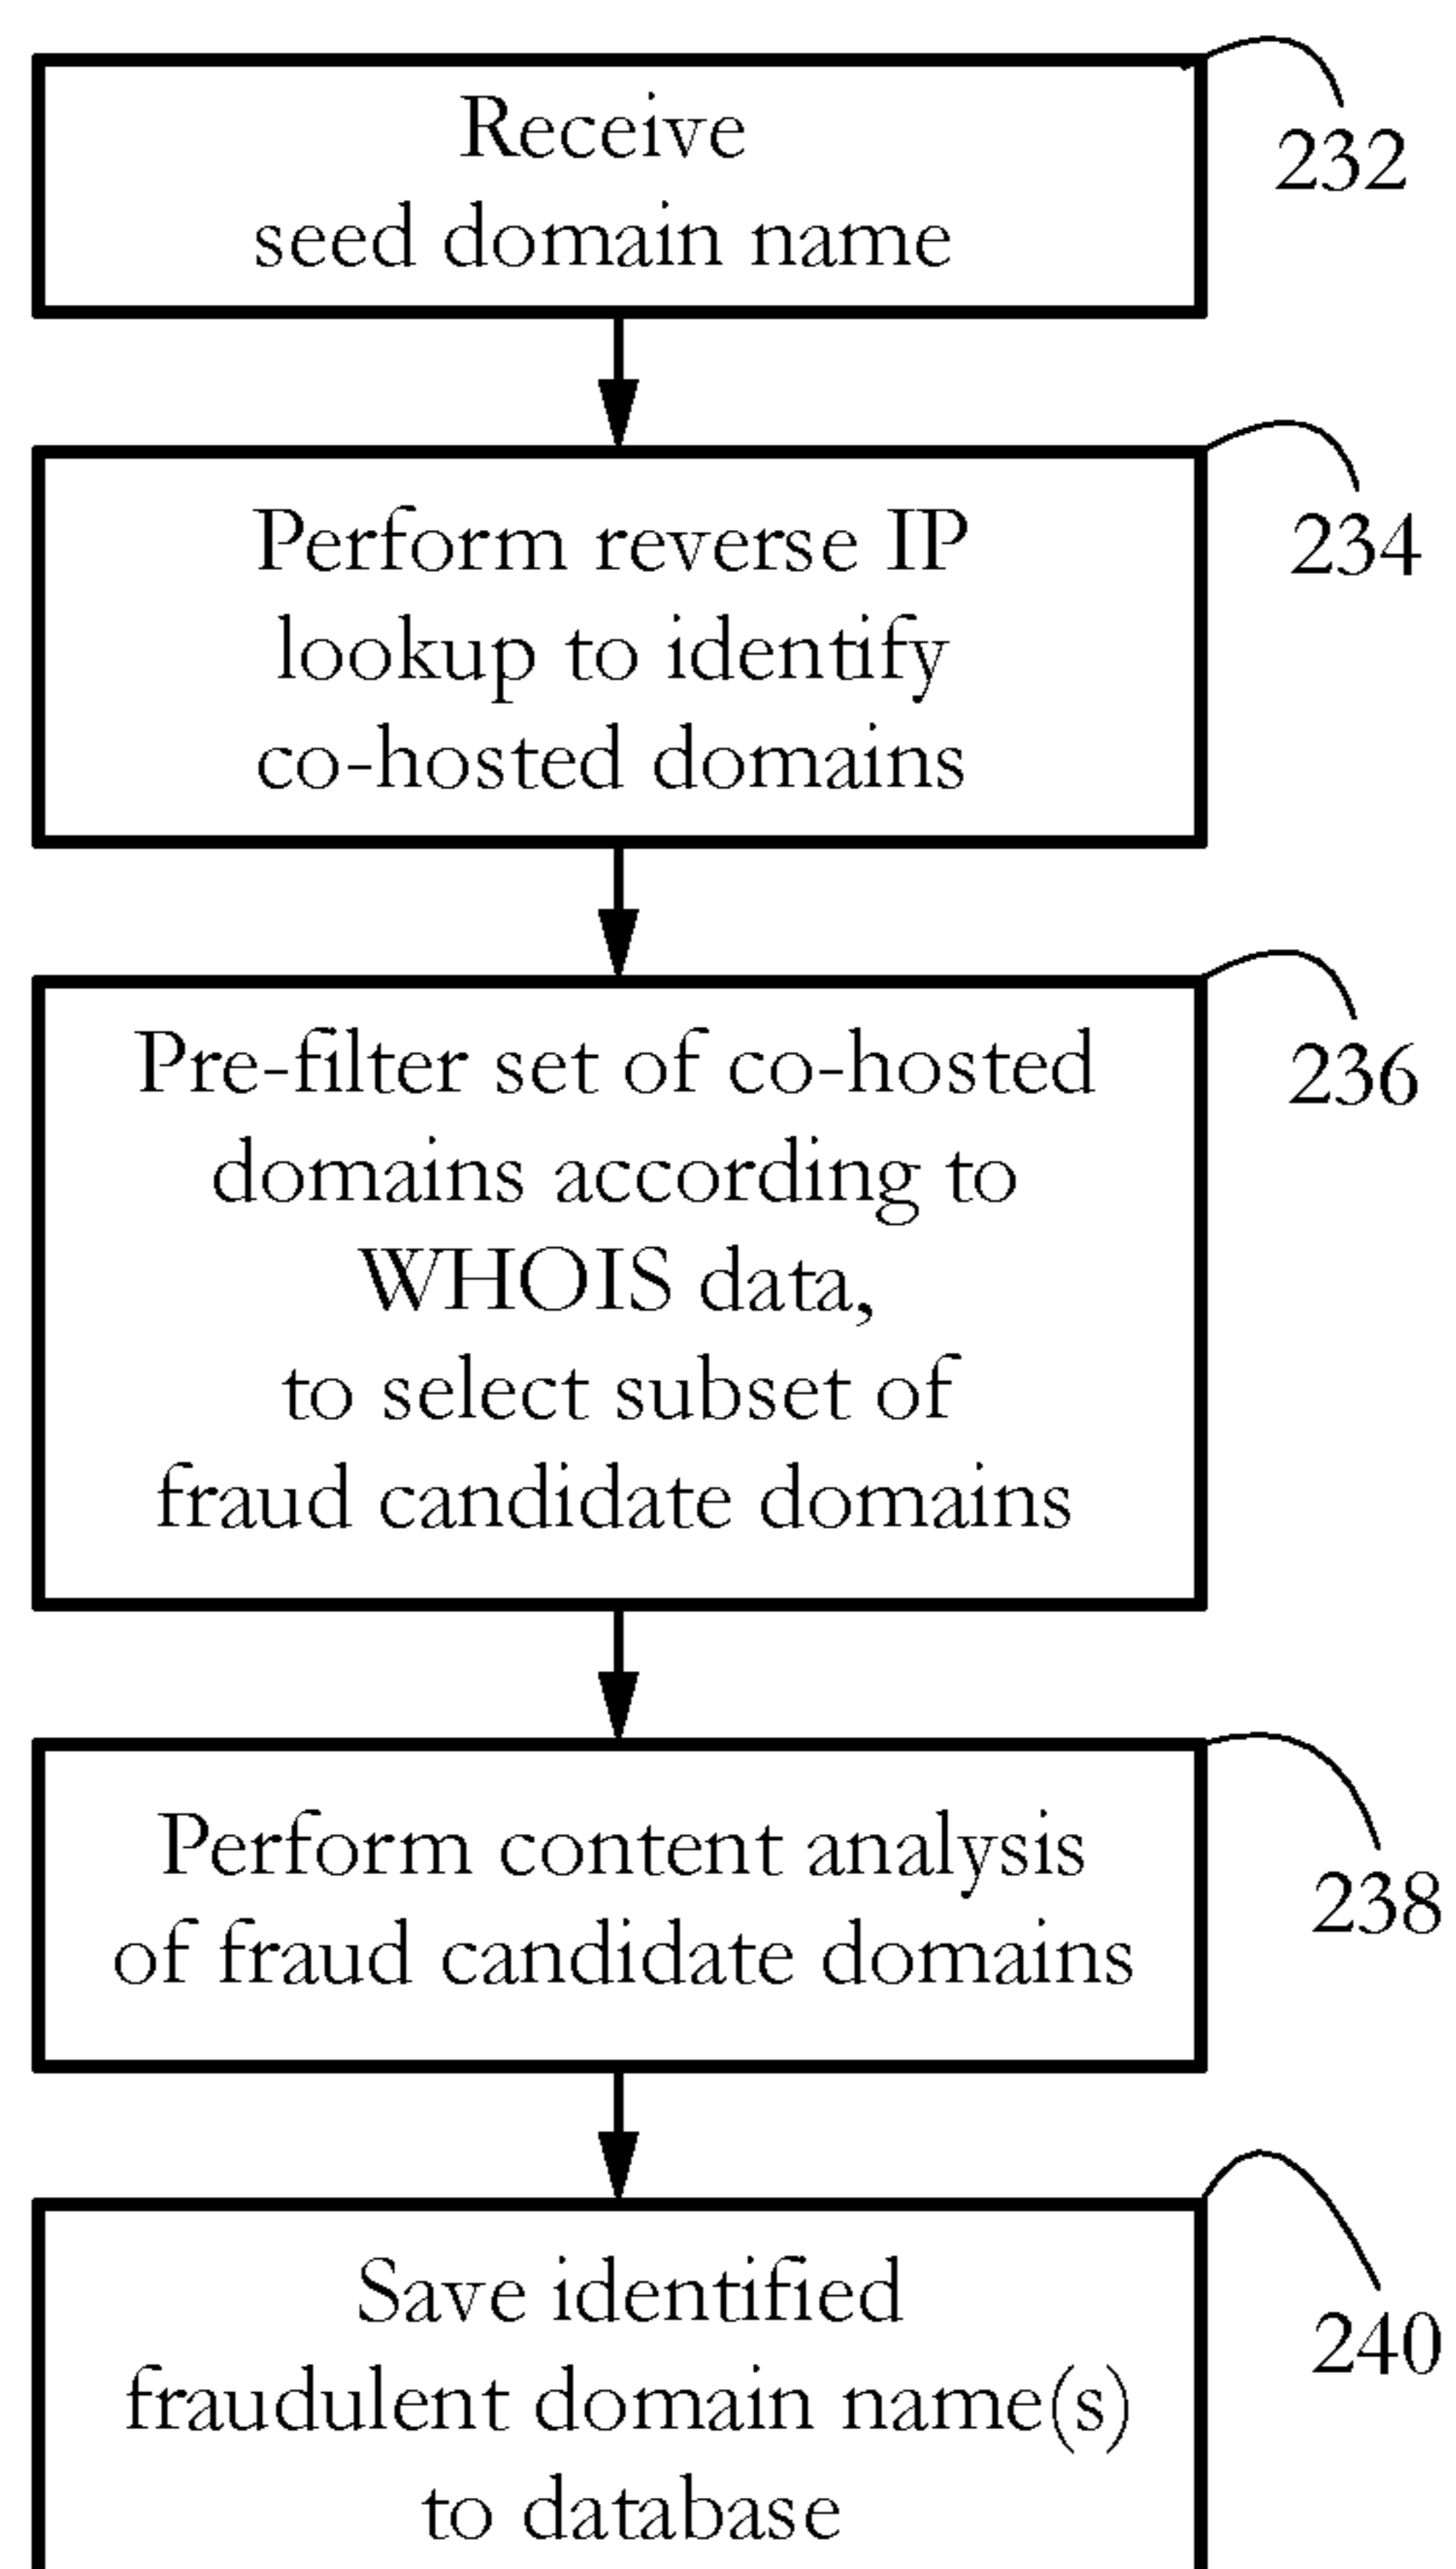 Receive
seed domain name
232
Perform reverse IP
lookup to identify
co-hosted domains
234
Pre-filter set of co-hosted
domains according to
WHOIS data,
to select subset of
fraud candidate domains
236
Perform content analysis
of fraud candidate domains
238
Save identified
fraudulent domain name(s)
to database
240